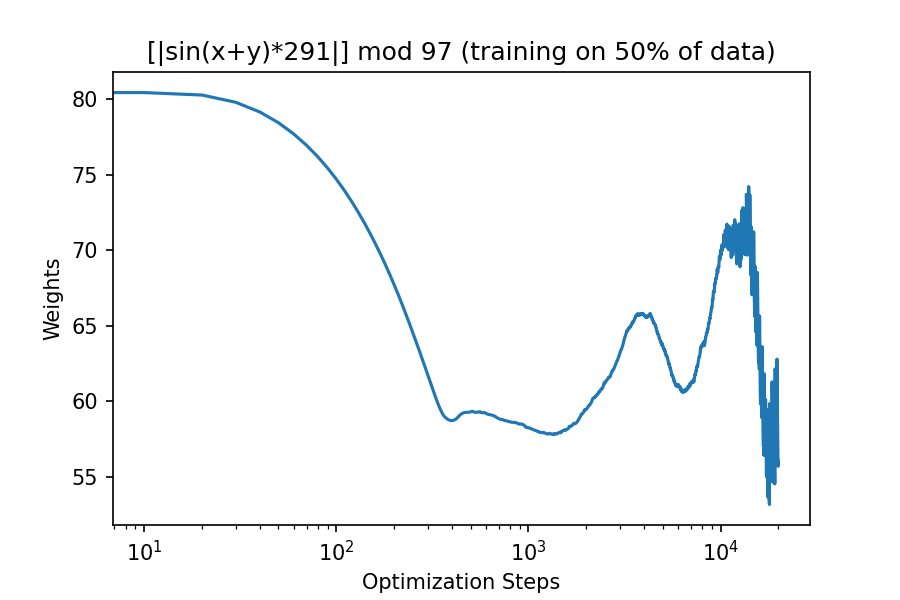 [|sin(x+y)*291|] mod 97 (training on 50% of data)
80
75
70
65
60
55
Weights
10¹ 10² 10³ 10⁴
Optimization Steps